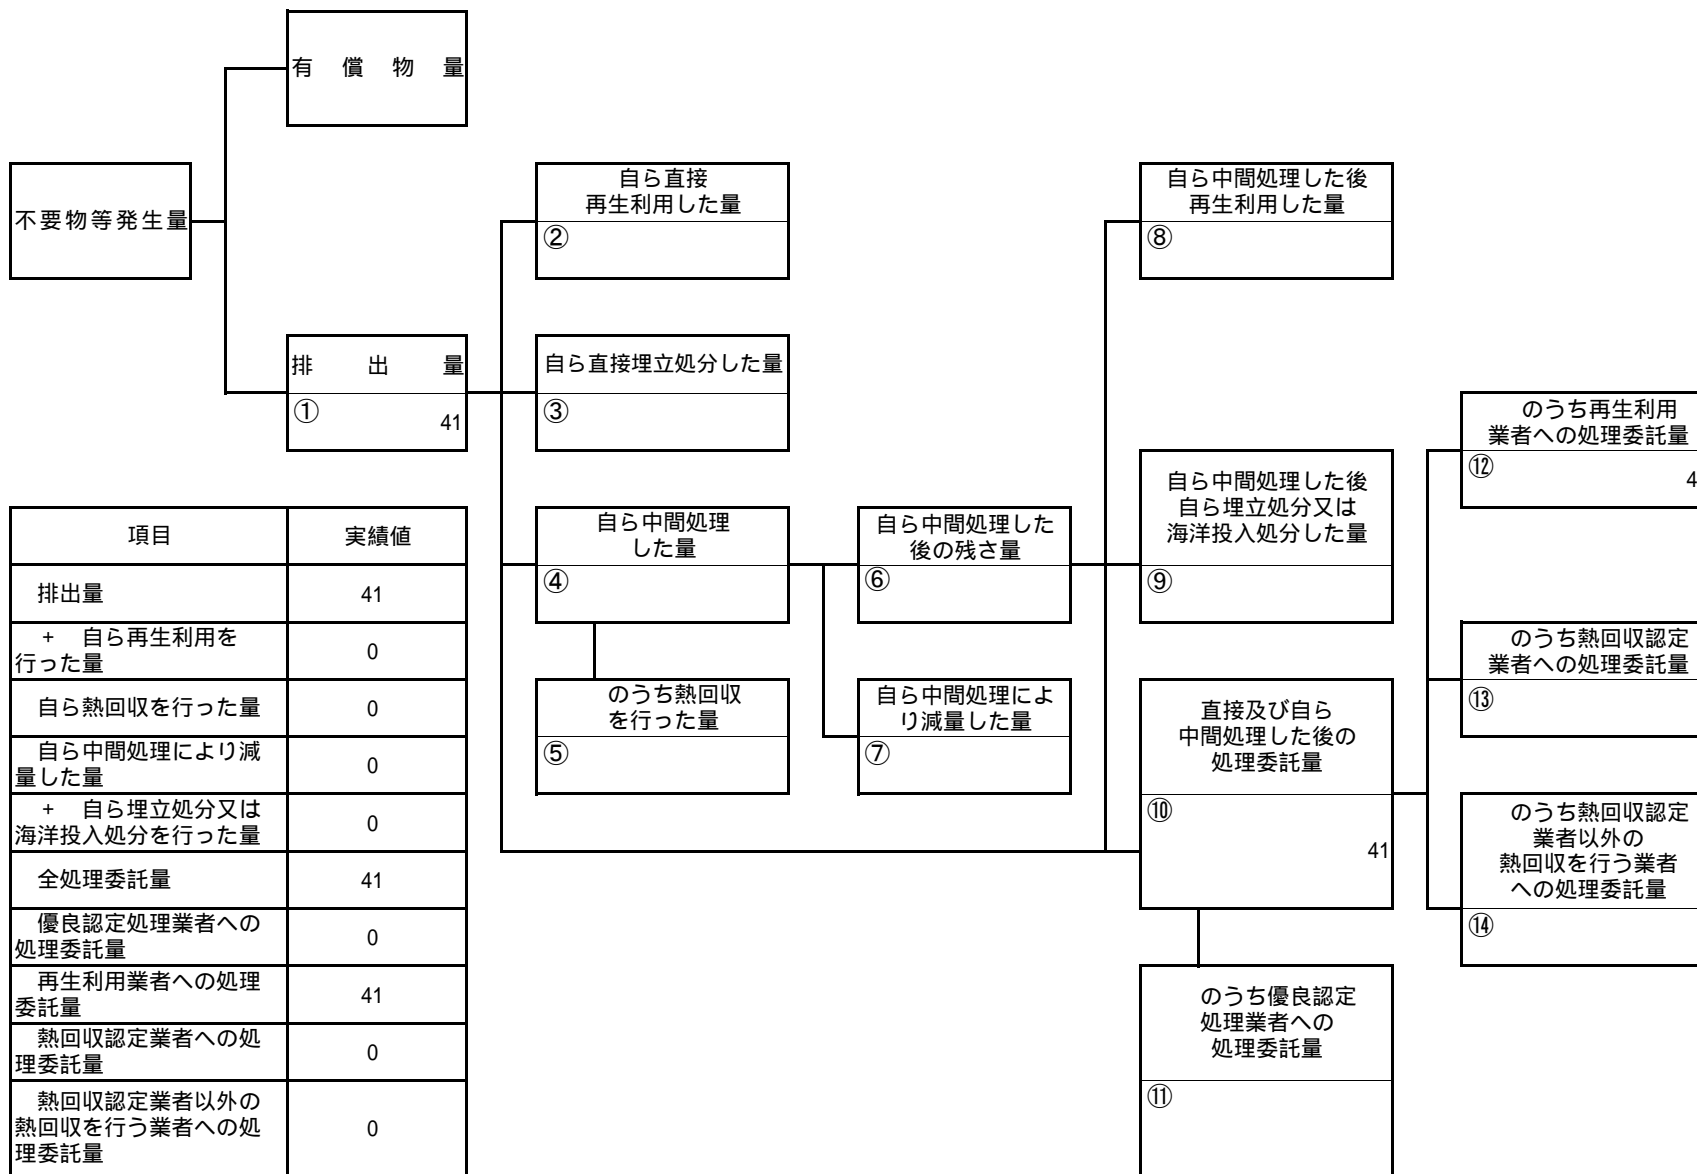 有償物量
不要物等発生量
排出量
①
41
自ら直接
再生利用した量
②
自ら直接埋立処分した量
③
自ら中間処理
した量
④
のうち熱回収
を行った量
⑤
自ら中間処理した
後の残さ量
⑥
自ら中間処理によ
り減量した量
⑦
自ら中間処理した後
再生利用した量
⑧
自ら中間処理した後
自ら埋立処分又は
海洋投入処分した量
⑨
直接及び自ら
中間処理した後の
処理委託量
⑩
41
のうち優良認定
処理業者への
処理委託量
⑪
のうち再生利用
業者への処理委託量
⑫
4
のうち熱回収認定
業者への処理委託量
⑬
のうち熱回収認定
業者以外の
熱回収を行う業者
への処理委託量
⑭
項目 実績値
排出量 41
+ 自ら再生利用を
行った量 0
自ら熱回収を行った量 0
自ら中間処理により減
量した量 0
+ 自ら埋立処分又は
海洋投入処分を行った量 0
全処理委託量 41
優良認定処理業者への
処理委託量 0
再生利用業者への処理
委託量 41
熱回収認定業者への処
理委託量 0
熱回収認定業者以外の
熱回収を行う業者への処
理委託量 0